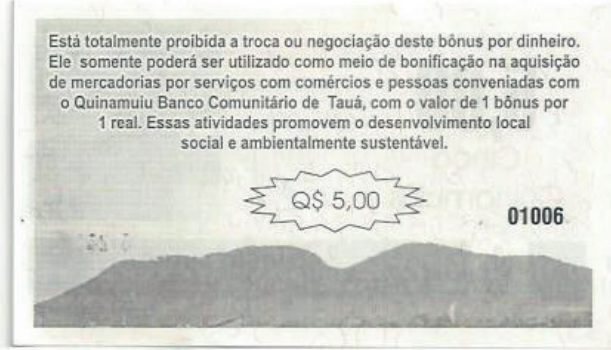 Está totalmente proibida a troca ou negociação deste bônus por dinheiro.
Ele somente poderá ser utilizado como meio de bonificação na aquisição
de mercadorias por serviços com comércios e pessoas conveniadas com
o Quinamuiu Banco Comunitário de Tauá, com o valor de 1 bônus por
1 real. Essas atividades promovem o desenvolvimento local
social e ambientalmente sustentável.
Q$ 5,00
01006